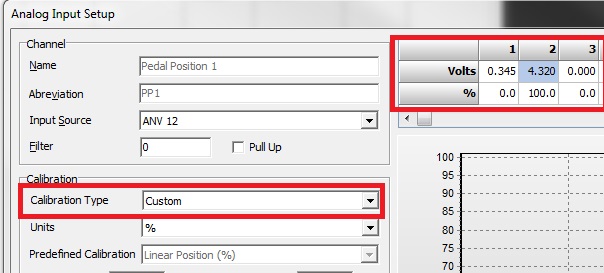 Analog Input Setup
Channel
Name Pedal Position 1
Abreviation PP1
Input Source ANV 12
Filter 0 Pull Up
Calibration
Calibration Type Custom
Units %
Predefined Calibration Linear Position (%)
1 2 3
Volts 0.345 4.320 0.000
% 0.0 100.0 0.0
100
95
90
85
80
75
70